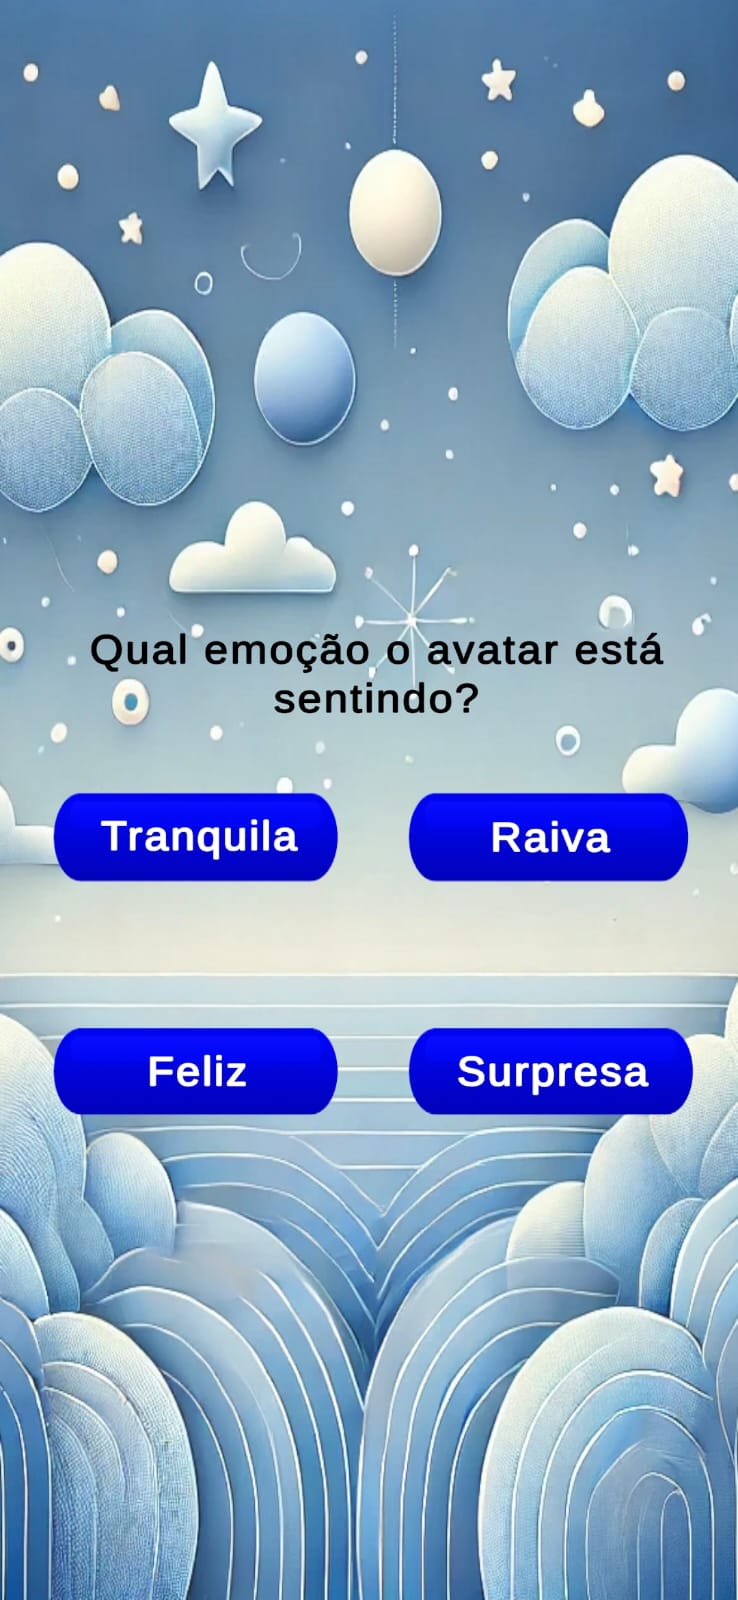 Qual emoção o avatar está
sentindo?
Tranquila
Raiva
Feliz
Surpresa